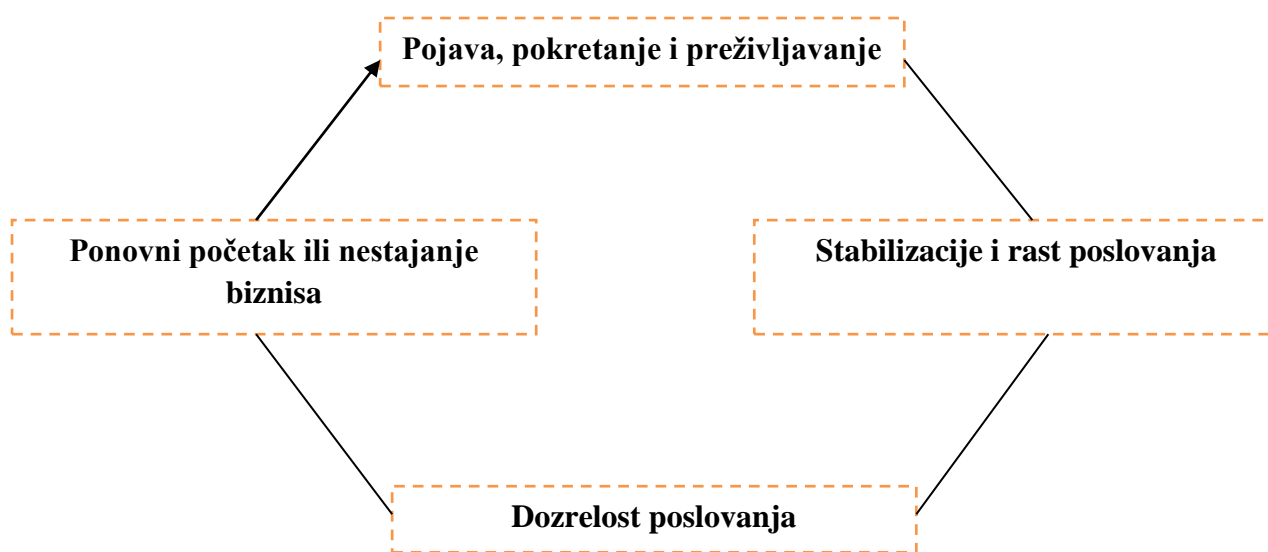 Pojava, pokretanje i preživljavanje
Ponovni početak ili nestajanje
biznisa
Stabilizacije i rast poslovanja
Dozrelost poslovanja